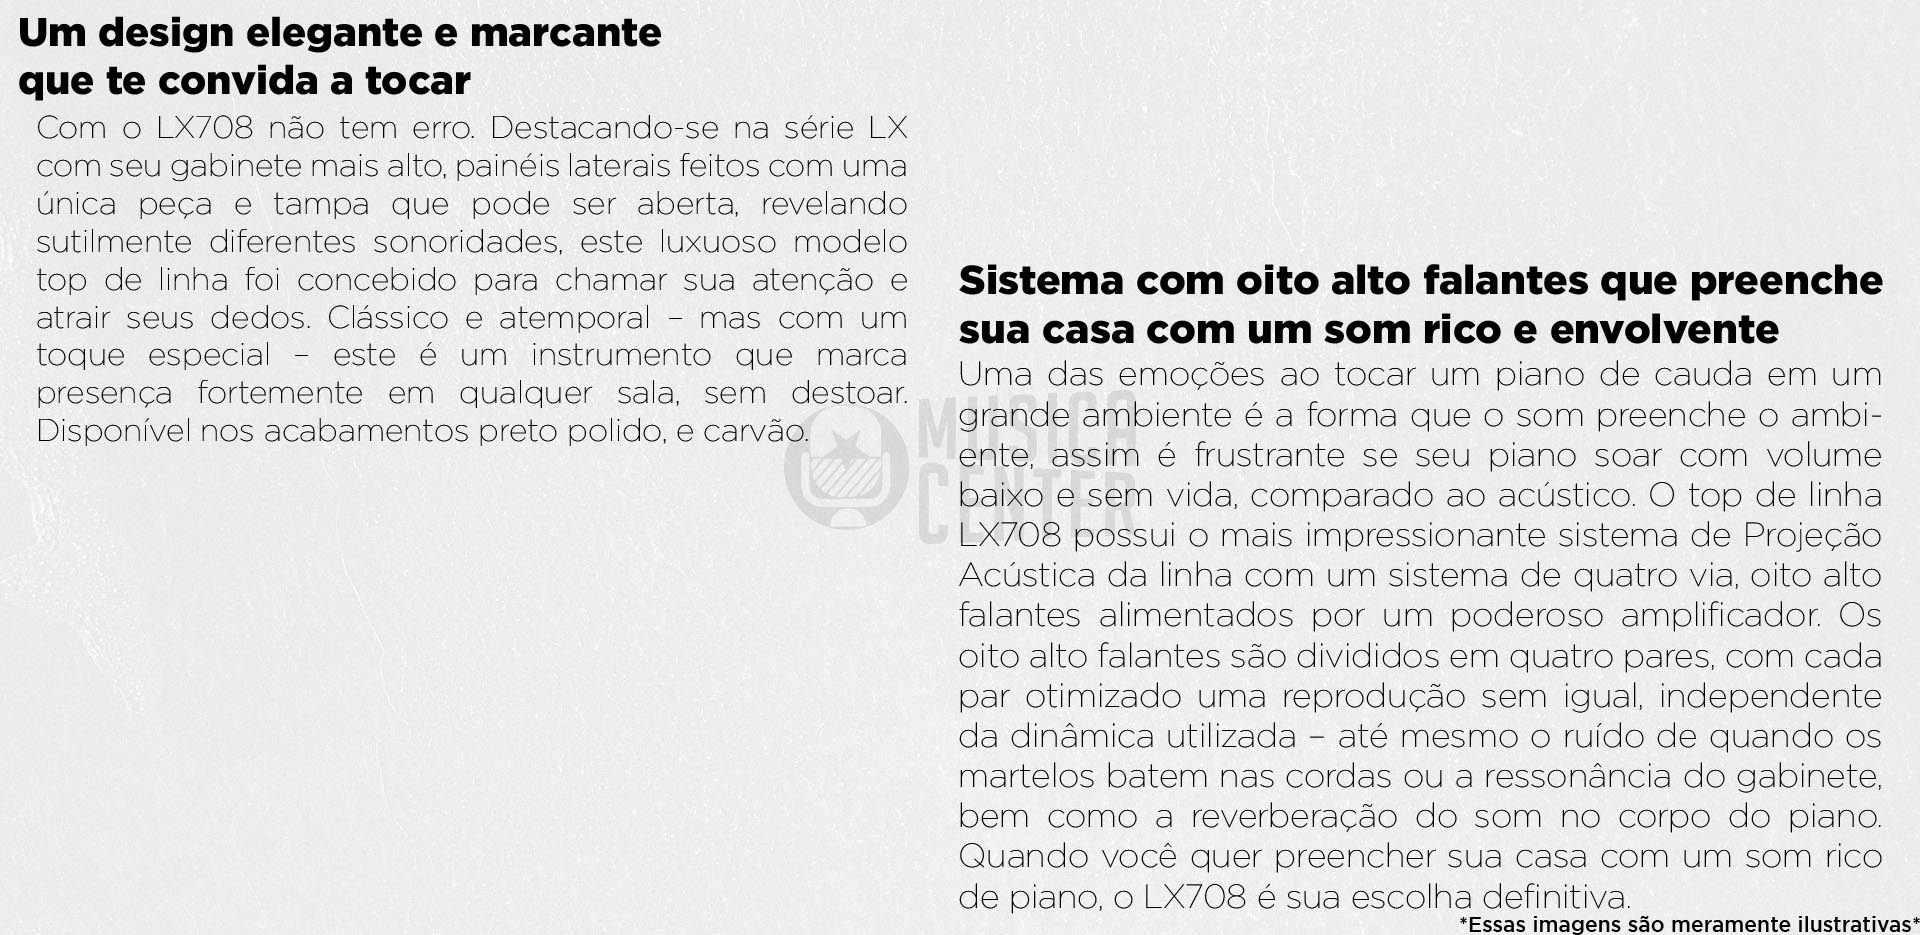 Um design elegante e marcante
que te convida a tocar
Com o LX708 não tem erro. Destacando-se na série LX
com seu gabinete mais alto, painéis laterais feitos com uma
única peça e tampa que pode ser aberta, revelando
sutilmente diferentes sonoridades, este luxuoso modelo
top de linha foi concebido para chamar sua atenção e
atrair seus dedos. Clássico e atemporal – mas com um
toque especial – este é um instrumento que marca
presença fortemente em qualquer sala, sem destoar.
Disponível nos acabamentos preto polido, e carvão.
MUSICAL
CENTER
Sistema com oito alto falantes que preenche
sua casa com um som rico e envolvente
Uma das emoções ao tocar um piano de cauda em um
grande ambiente é a forma que o som preenche o ambi-
ente, assim é frustrante se seu piano soar com volume
baixo e sem vida, comparado ao acústico. O top de linha
LX708 possui o mais impressionante sistema de Projeção
Acústica da linha com um sistema de quatro via, oito alto
falantes alimentados por um poderoso amplificador. Os
oito alto falantes são divididos em quatro pares, com cada
par otimizado uma reprodução sem igual, independente
da dinâmica utilizada – até mesmo o ruído de quando os
martelos batem nas cordas ou a ressonância do gabinete,
bem como a reverberação do som no corpo do piano.
Quando você quer preencher sua casa com um som rico
de piano, o LX708 é sua escolha definitiva.
*Essas imagens são meramente ilustrativas*